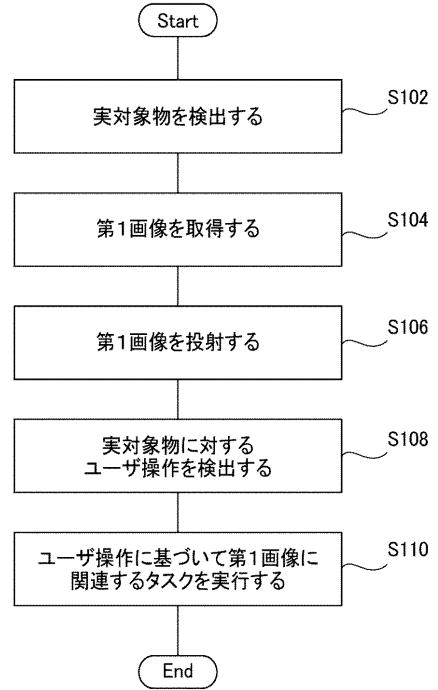 Start
実対象物を検出する
S102
第1画像を取得する
S104
第1画像を投射する
S106
実対象物に対する
ユーザ操作を検出する
S108
ユーザ操作に基づいて第1画像に
関連するタスクを実行する
S110
End